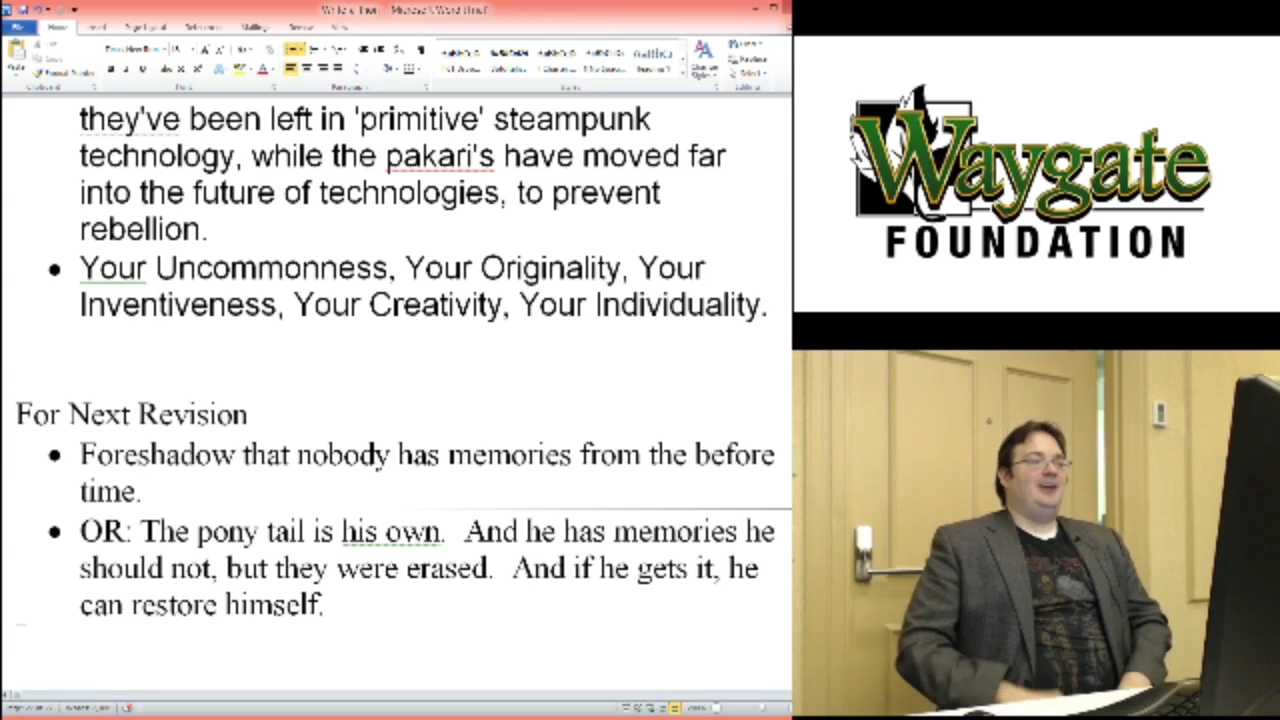 they've been left in 'primitive' steampunk
technology, while the pakari's have moved far
into the future of technologies, to prevent
rebellion.
• Your Uncommonness, Your Originality, Your
Inventiveness, Your Creativity, Your Individuality.
For Next Revision
• Foreshadow that nobody has memories from the before
time.
• OR: The pony tail is his own. And he has memories he
should not, but they were erased. And if he gets it, he
can restore himself.
Waygate
FOUNDATION